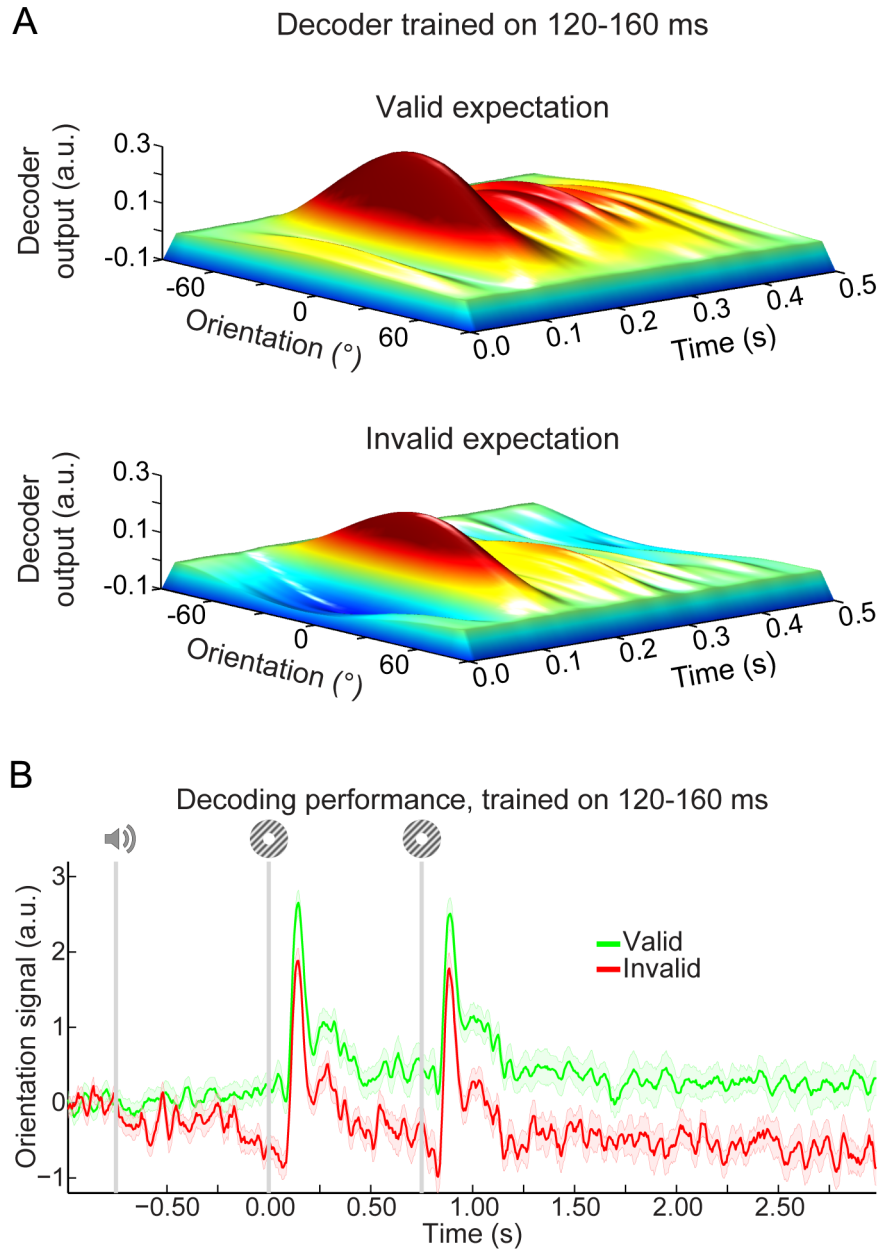 A
Decoder trained on 120-160 ms
Valid expectation
Decoder
output (a.u.)
0.3
0.1
-0.1
-60
0
60
Orientation (°)
0.0
0.1
0.2
0.3
0.4
0.5
Time (s)
Invalid expectation
Decoder
output (a.u.)
0.3
0.1
-0.1
-60
0
60
Orientation (°)
0.0
0.1
0.2
0.3
0.4
0.5
Time (s)
B
Decoding performance, trained on 120-160 ms
Orientation signal (a.u.)
3
2
1
0
−1
Valid
Invalid
−0.50
0.00
0.50
1.00
1.50
2.00
2.50
Time (s)